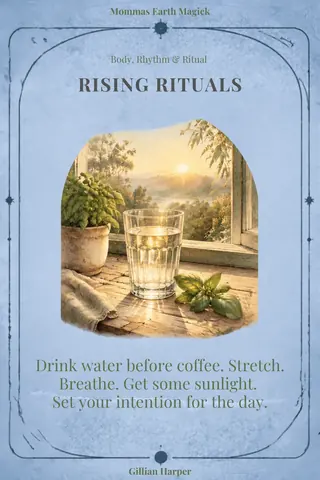 Mommas Earth Magick
Body, Rhythm & Ritual
RISING RITUALS
Drink water before coffee. Stretch.
Breathe. Get some sunlight.
Set your intention for the day.
Gillian Harper